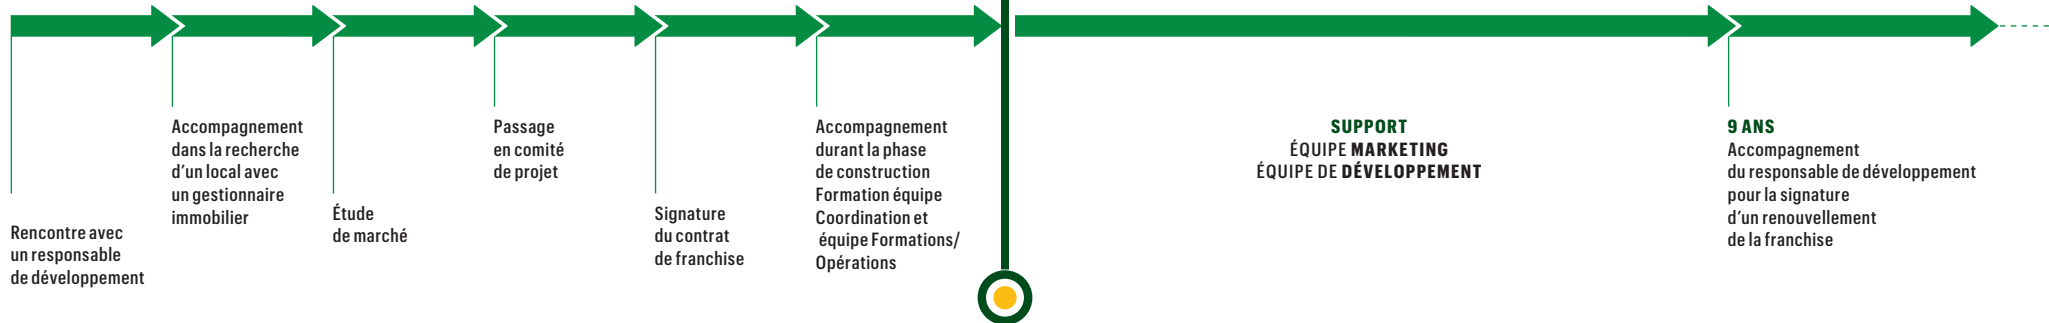 Rencontre avec
un responsable
de développement
Accompagnement
dans la recherche
d'un local avec
un gestionnaire
immobilier
Étude
de marché
Passage
en comité
de projet
Signature
du contrat
de franchise
Accompagnement
durant la phase
de construction
Formation équipe
Coordination et
équipe Formations/
Opérations
SUPPORT
ÉQUIPE MARKETING
ÉQUIPE DE DÉVELOPPEMENT
9 ANS
Accompagnement
du responsable de développement
pour la signature
d'un renouvellement
de la franchise